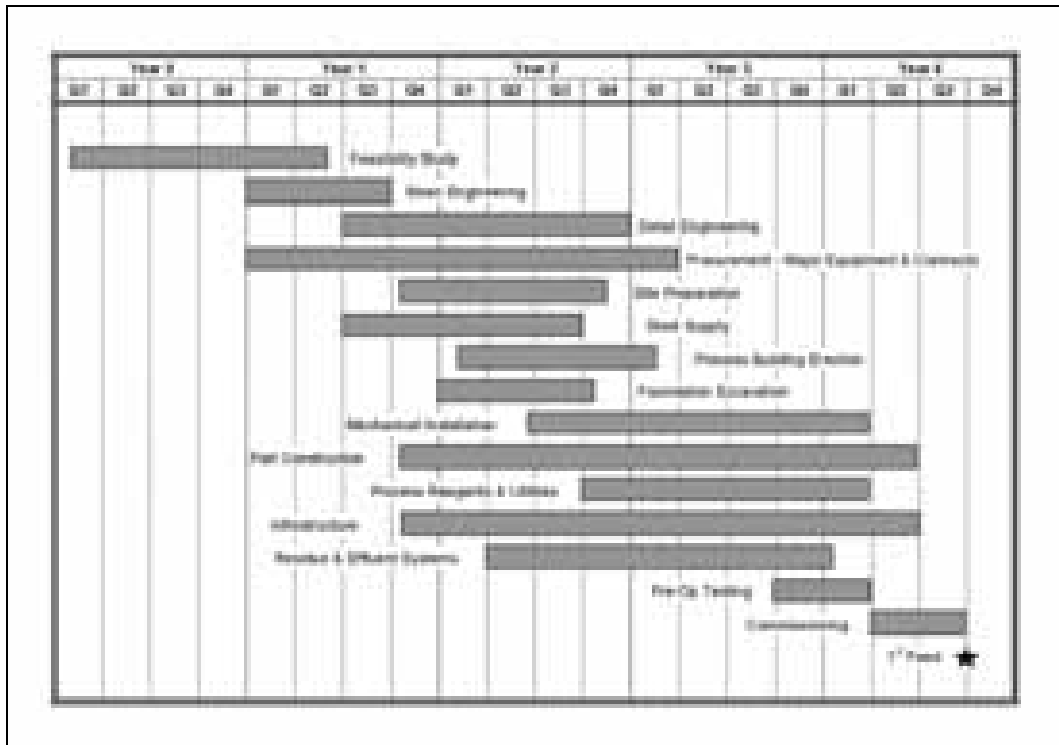 Year 0 Year 1 Year 2 Year 3 Year 4
Q1 Q2 Q3 Q4 Q1 Q2 Q3 Q4 Q1 Q2 Q3 Q4 Q1 Q2 Q3 Q4 Q1 Q2 Q3 Q4
Feasibility Study
Basic Engineering
Detail Engineering
Procurement - Major Equipment & Contracts
Site Preparation
Steel Supply
Process Building Erection
Foundation Excavation
Mechanical Installation
Port Construction
Process Reagents & Utilities
Infrastructure
Residue & Effluent Systems
Pre-Op Testing
Commissioning
1st Feed